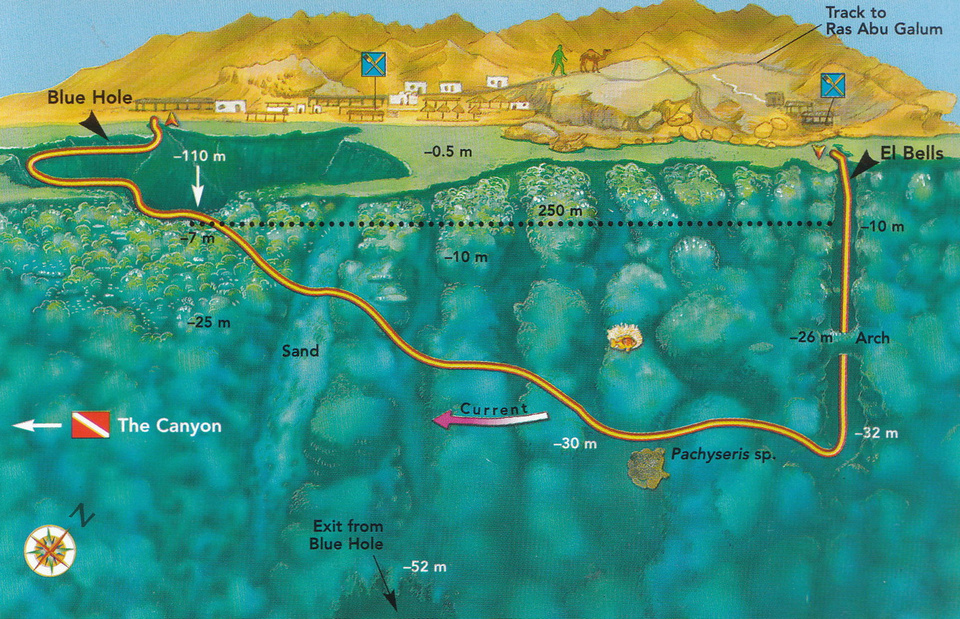 Track to
Ras Abu Galum
Blue Hole
–110 m
–0.5 m
El Bells
250 m
–7 m
–10 m
–10 m
–25 m
–26 m
Arch
Sand
Current
The Canyon
–30 m
–32 m
Pachyseris sp.
N
Exit from
Blue Hole
–52 m